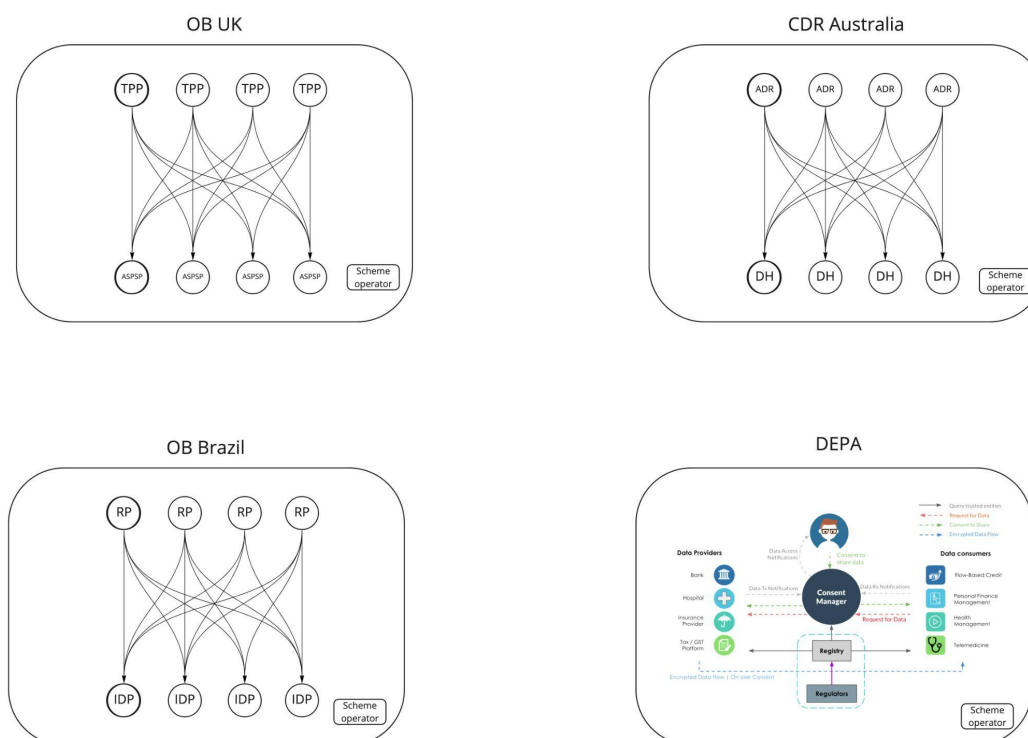 OB UK
TPP TPP TPP TPP
ASPSP ASPSP ASPSP ASPSP
Scheme
operator
CDR Australia
ADR ADR ADR ADR
DH DH DH DH
Scheme
operator
OB Brazil
RP RP RP RP
IDP IDP IDP IDP
Scheme
operator
DEPA
Query trusted entities
Request for Data
Consent to Share
Encrypted Data Flow
Data Access
Notifications
Consent to
share data
Data Providers
Data consumers
Bank
Hospital
Insurance
Provider
Tax / GST
Platform
Data Tx Notifications
Consent
Manager
Data Rx Notifications
Request for Data
Flow-Based Credit
Personal Finance
Management
Health
Management
Telemedicine
Registry
Encrypted Data Flow | On User Consent
Regulators
Scheme
operator